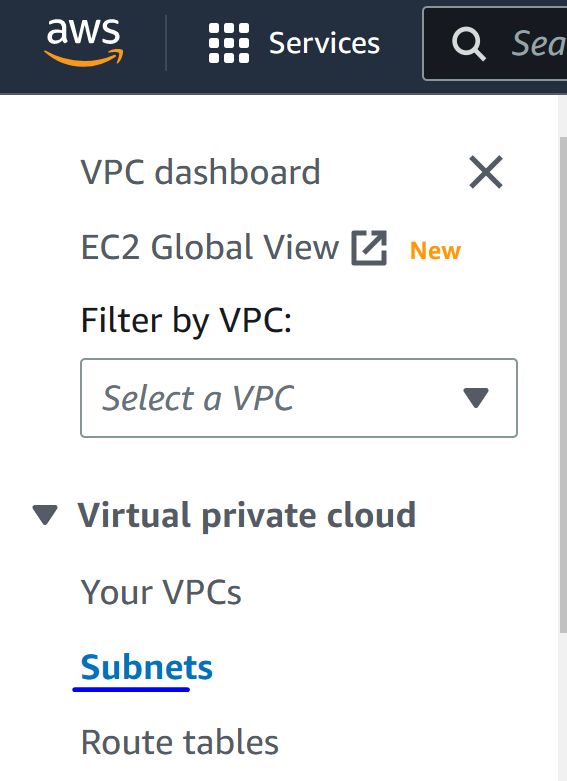 aws
Services
Sea
VPC dashboard
EC2 Global View New
Filter by VPC:
Select a VPC
Virtual private cloud
Your VPCs
Subnets
Route tables